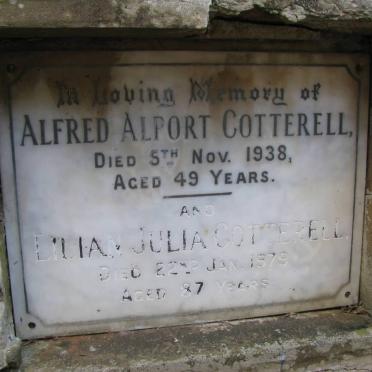 In Loving Memory of
ALFRED ALPORT COTTERELL,
DIED 5TH NOV. 1938,
AGED 49 YEARS.
AND
LILIAN JULIA COTTERELL
DIED 22ND JAN. 1979
AGED 87 YEARS